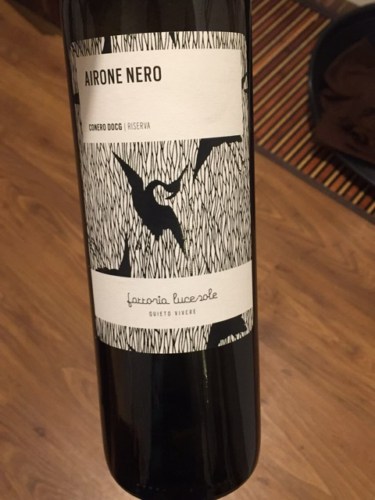 AIRONE NERO
CONERO DOCG | RISERVA
fattoria lucesole
QUIETO VIVERE